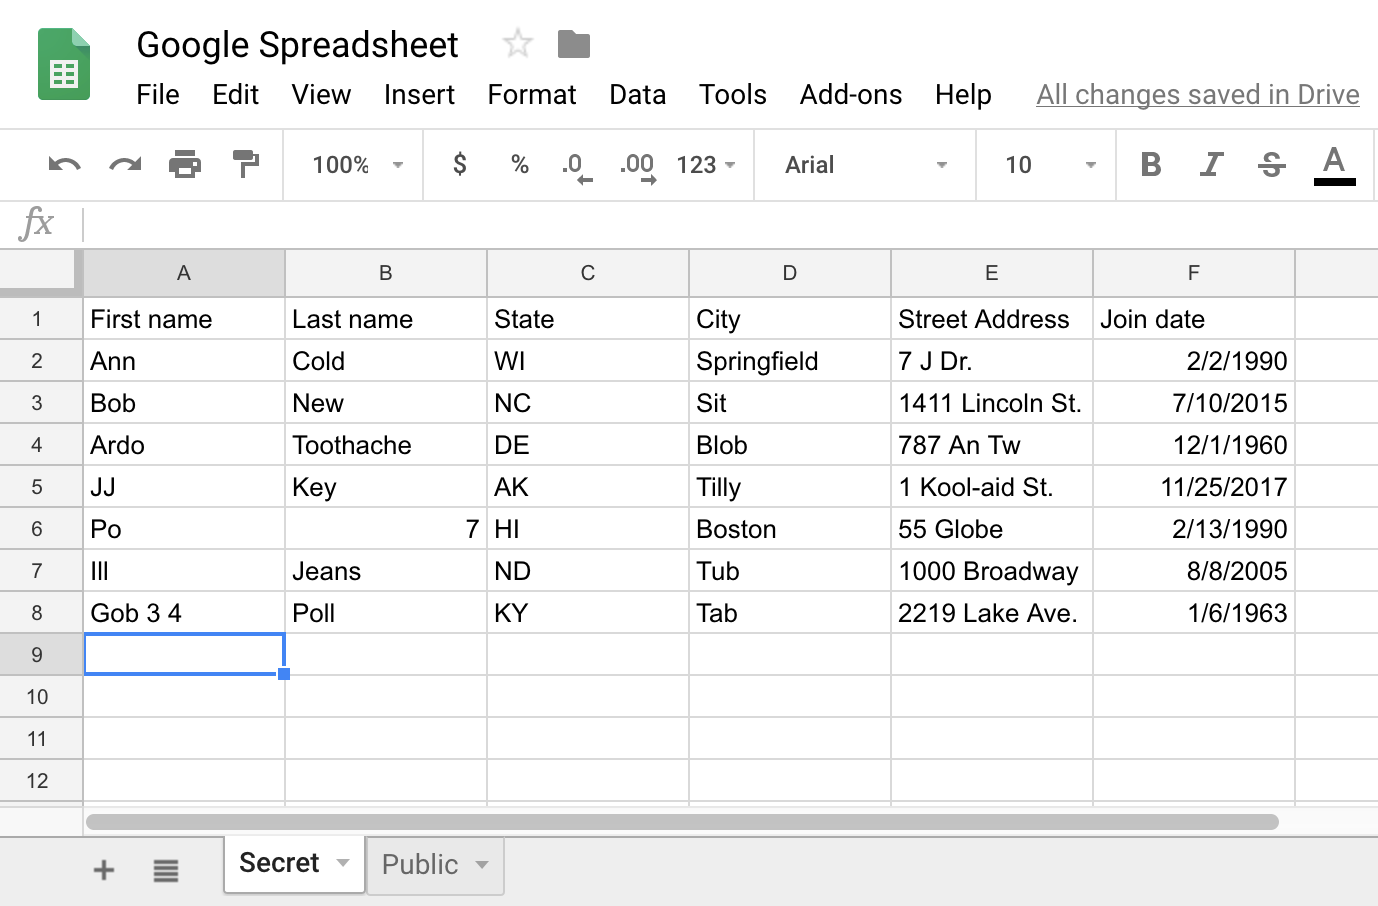 Google Spreadsheet
File Edit View Insert Format Data Tools Add-ons Help All changes saved in Drive
100% $ % .0 .00 123 Arial 10 B I S A
fx
A B C D E F
1 First name Last name State City Street Address Join date
2 Ann Cold WI Springfield 7 J Dr. 2/2/1990
3 Bob New NC Sit 1411 Lincoln St. 7/10/2015
4 Ardo Toothache DE Blob 787 An Tw 12/1/1960
5 JJ Key AK Tilly 1 Kool-aid St. 11/25/2017
6 Po 7 HI Boston 55 Globe 2/13/1990
7 Ill Jeans ND Tub 1000 Broadway 8/8/2005
8 Gob 3 4 Poll KY Tab 2219 Lake Ave. 1/6/1963
9
10
11
12
Secret Public